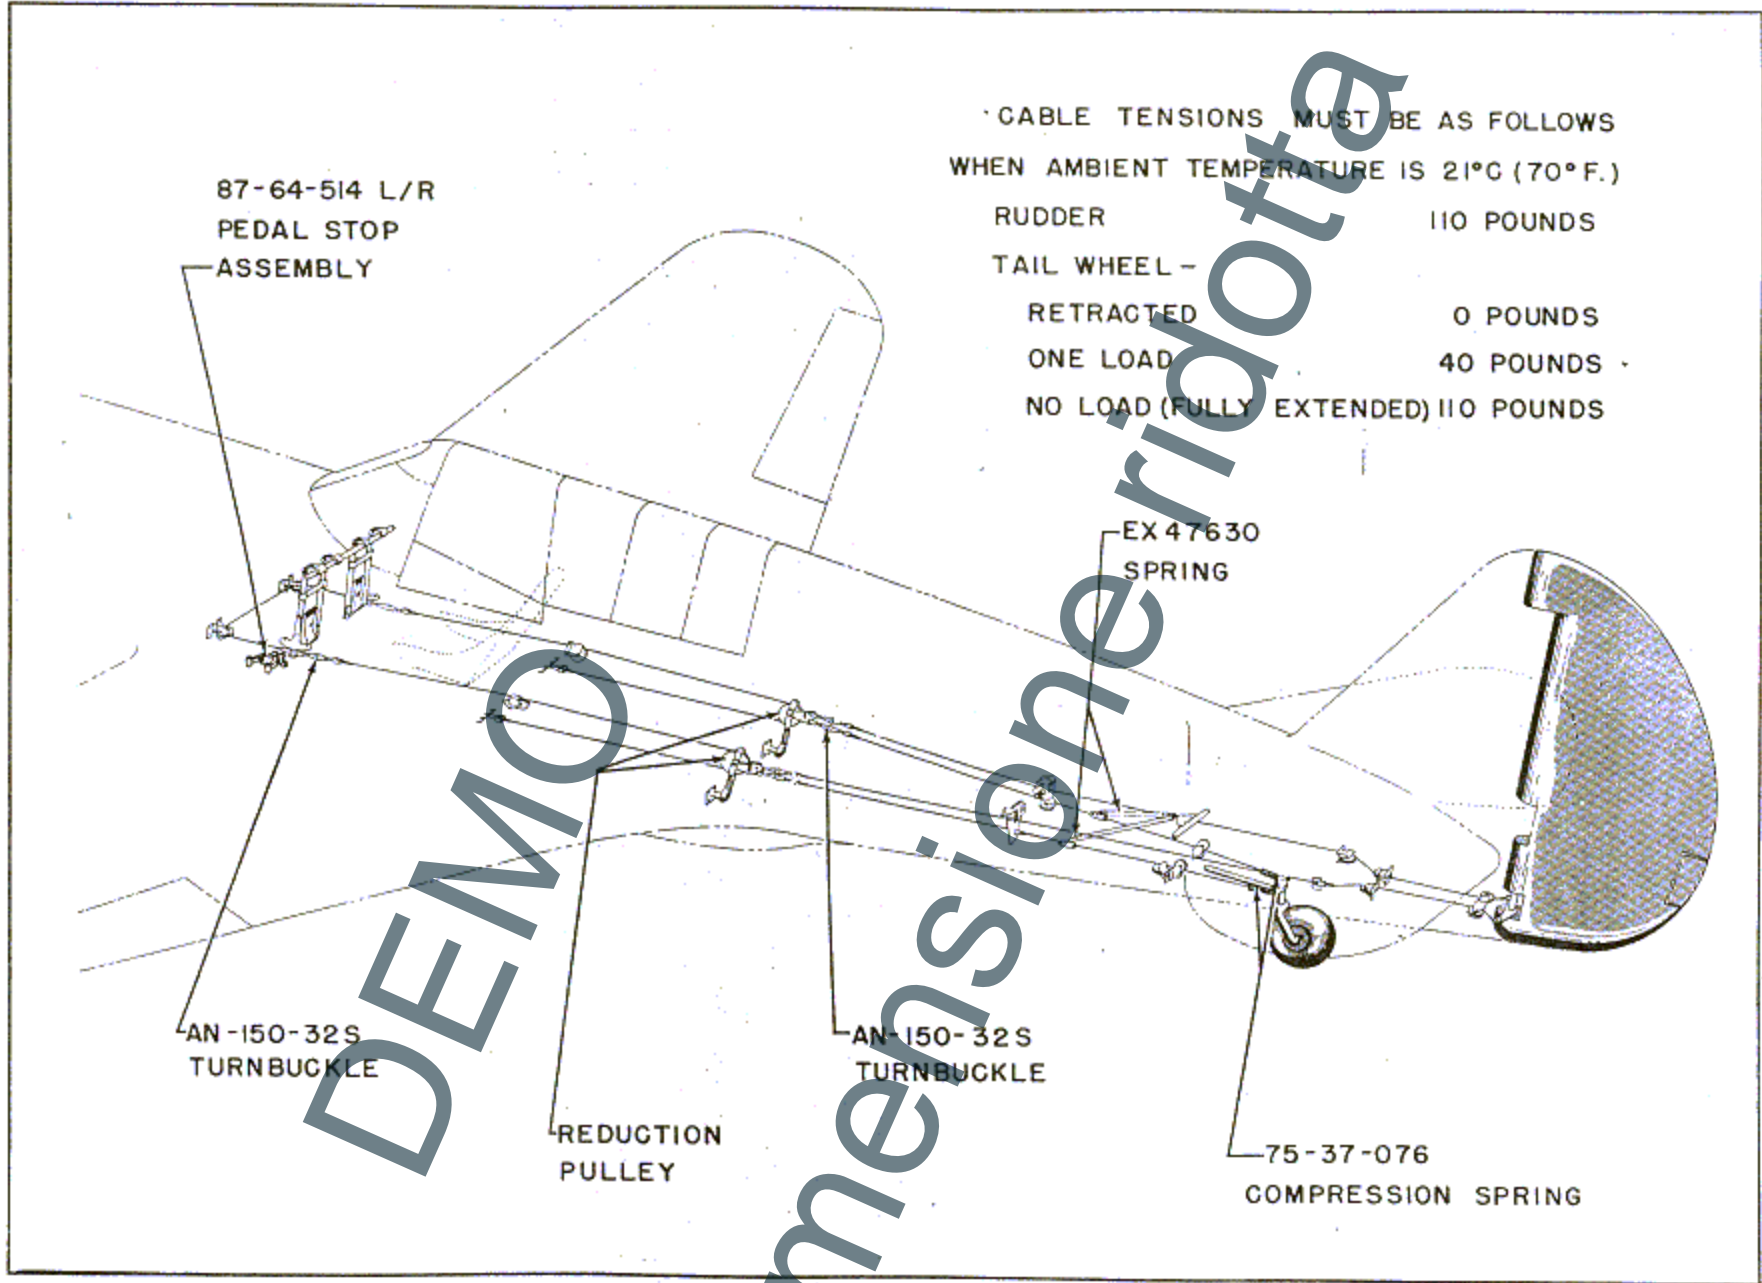 CABLE TENSIONS MUST BE AS FOLLOWS
WHEN AMBIENT TEMPERATURE IS 21°C (70°F.)
RUDDER 110 POUNDS
TAIL WHEEL -
RETRACTED 0 POUNDS
ONE LOAD 40 POUNDS
NO LOAD (FULLY EXTENDED) 110 POUNDS
87-64-514 L/R
PEDAL STOP
ASSEMBLY
EX 47630
SPRING
AN-150-32S
TURNBUCKLE
AN-150-32S
TURNBUCKLE
REDUCTION
PULLEY
75-37-076
COMPRESSION SPRING
DEMO
mensione ridotta